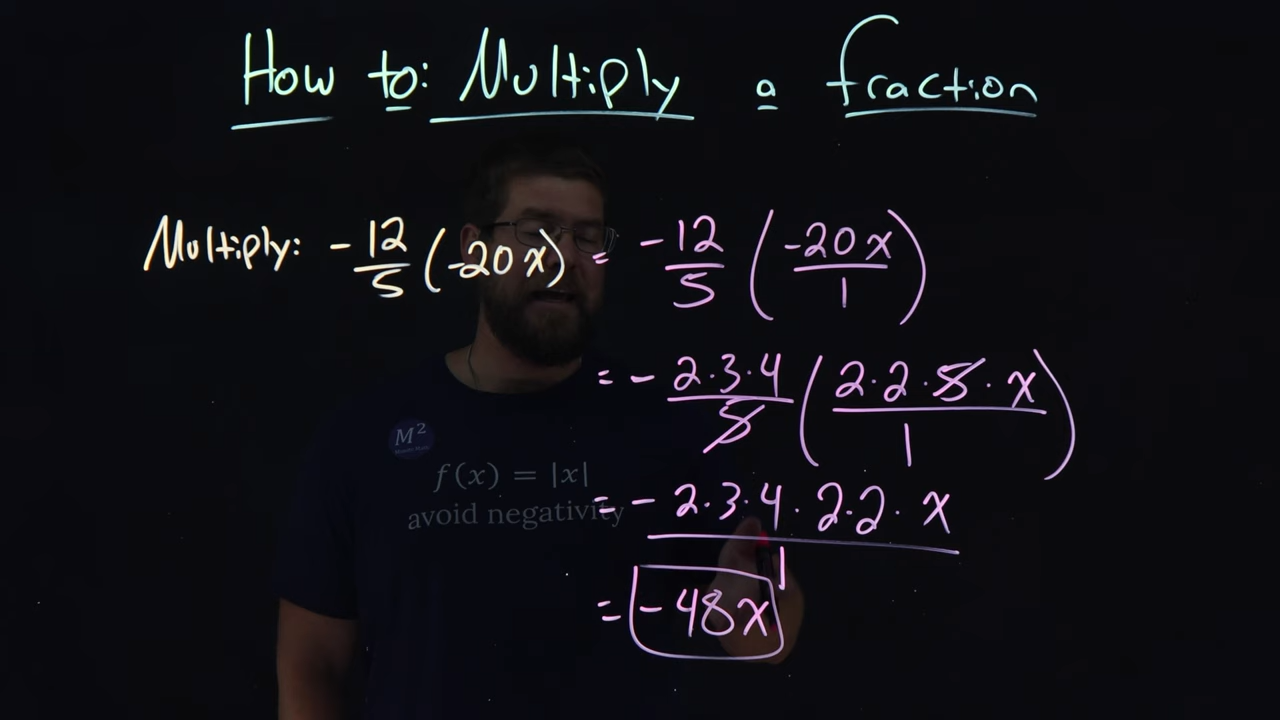 How to: Multiply a fraction
Multiply: -12/5 (-20x) = -12/5 (-20x/1)
= - 2·3·4/5 (2·2·5·x/1)
= - 2·3·4·2·2·x/1
= -48x
M²
f(x) = |x|
avoid negativity